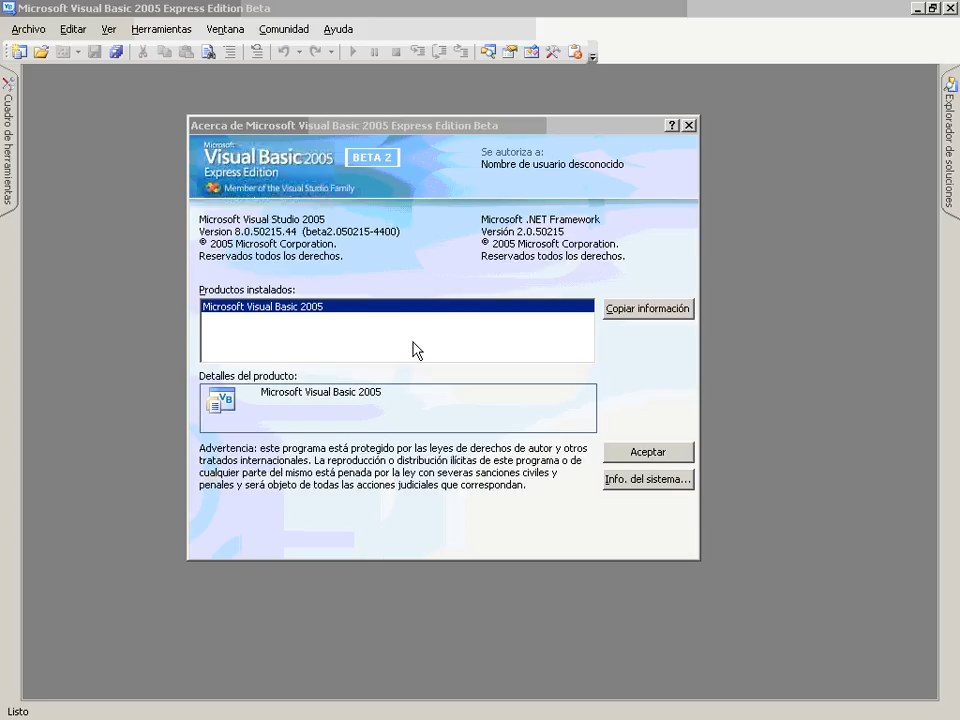 Microsoft Visual Basic 2005 Express Edition Beta
Archivo Editar Ver Herramientas Ventana Comunidad Ayuda
Cuadro de herramientas
Explorador de soluciones
Acerca de Microsoft Visual Basic 2005 Express Edition Beta
Microsoft
Visual Basic 2005 BETA 2
Express Edition
Member of the Visual Studio Family
Se autoriza a:
Nombre de usuario desconocido
Microsoft Visual Studio 2005
Version 8.0.50215.44 (beta2.050215-4400)
© 2005 Microsoft Corporation.
Reservados todos los derechos.
Microsoft .NET Framework
Versión 2.0.50215
© 2005 Microsoft Corporation.
Reservados todos los derechos.
Productos instalados:
Microsoft Visual Basic 2005
Copiar información
Detalles del producto:
VB
Microsoft Visual Basic 2005
Advertencia: este programa está protegido por las leyes de derechos de autor y otros
tratados internacionales. La reproducción o distribución ilícitas de este programa o de
cualquier parte del mismo está penada por la ley con severas sanciones civiles y
penales y será objeto de todas las acciones judiciales que correspondan.
Aceptar
Info. del sistema...
Listo